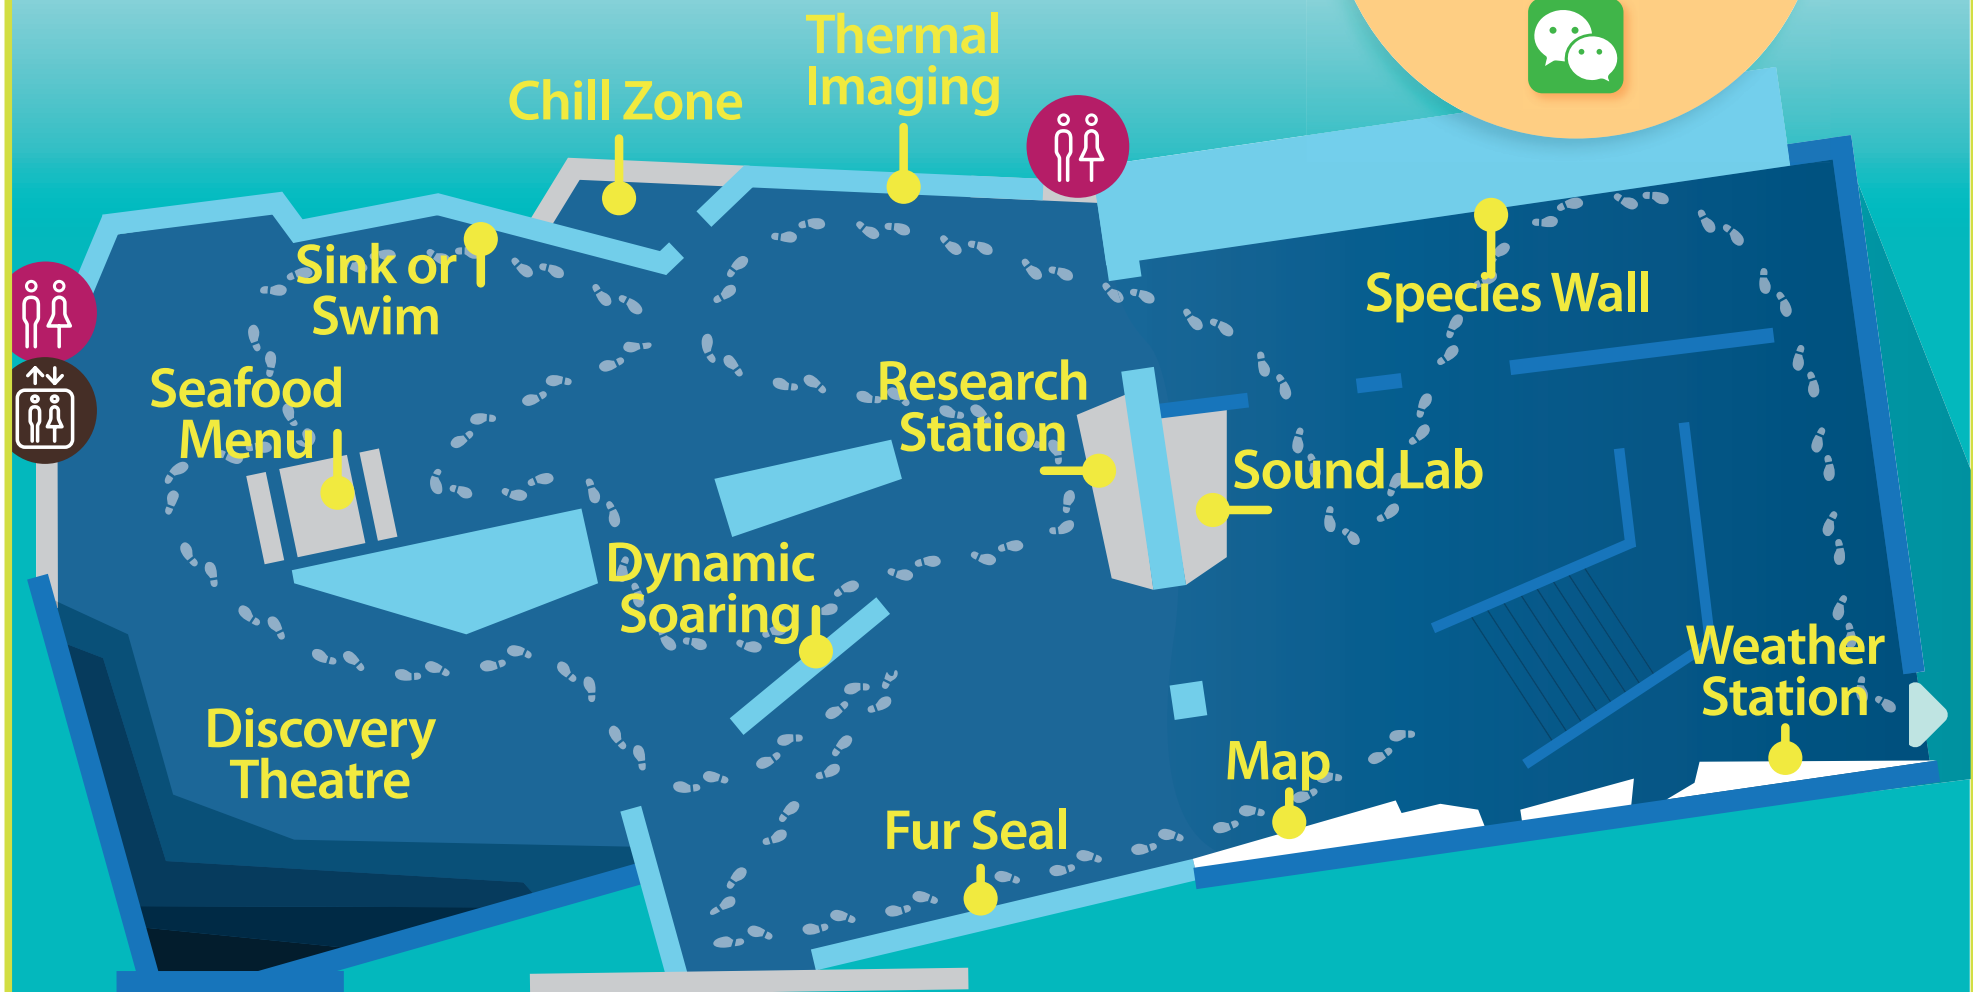 Thermal
Imaging
Chill Zone
Sink or
Swim
Species Wall
Seafood
Menu
Research
Station
Sound Lab
Dynamic
Soaring
Weather
Station
Discovery
Theatre
Map
Fur Seal